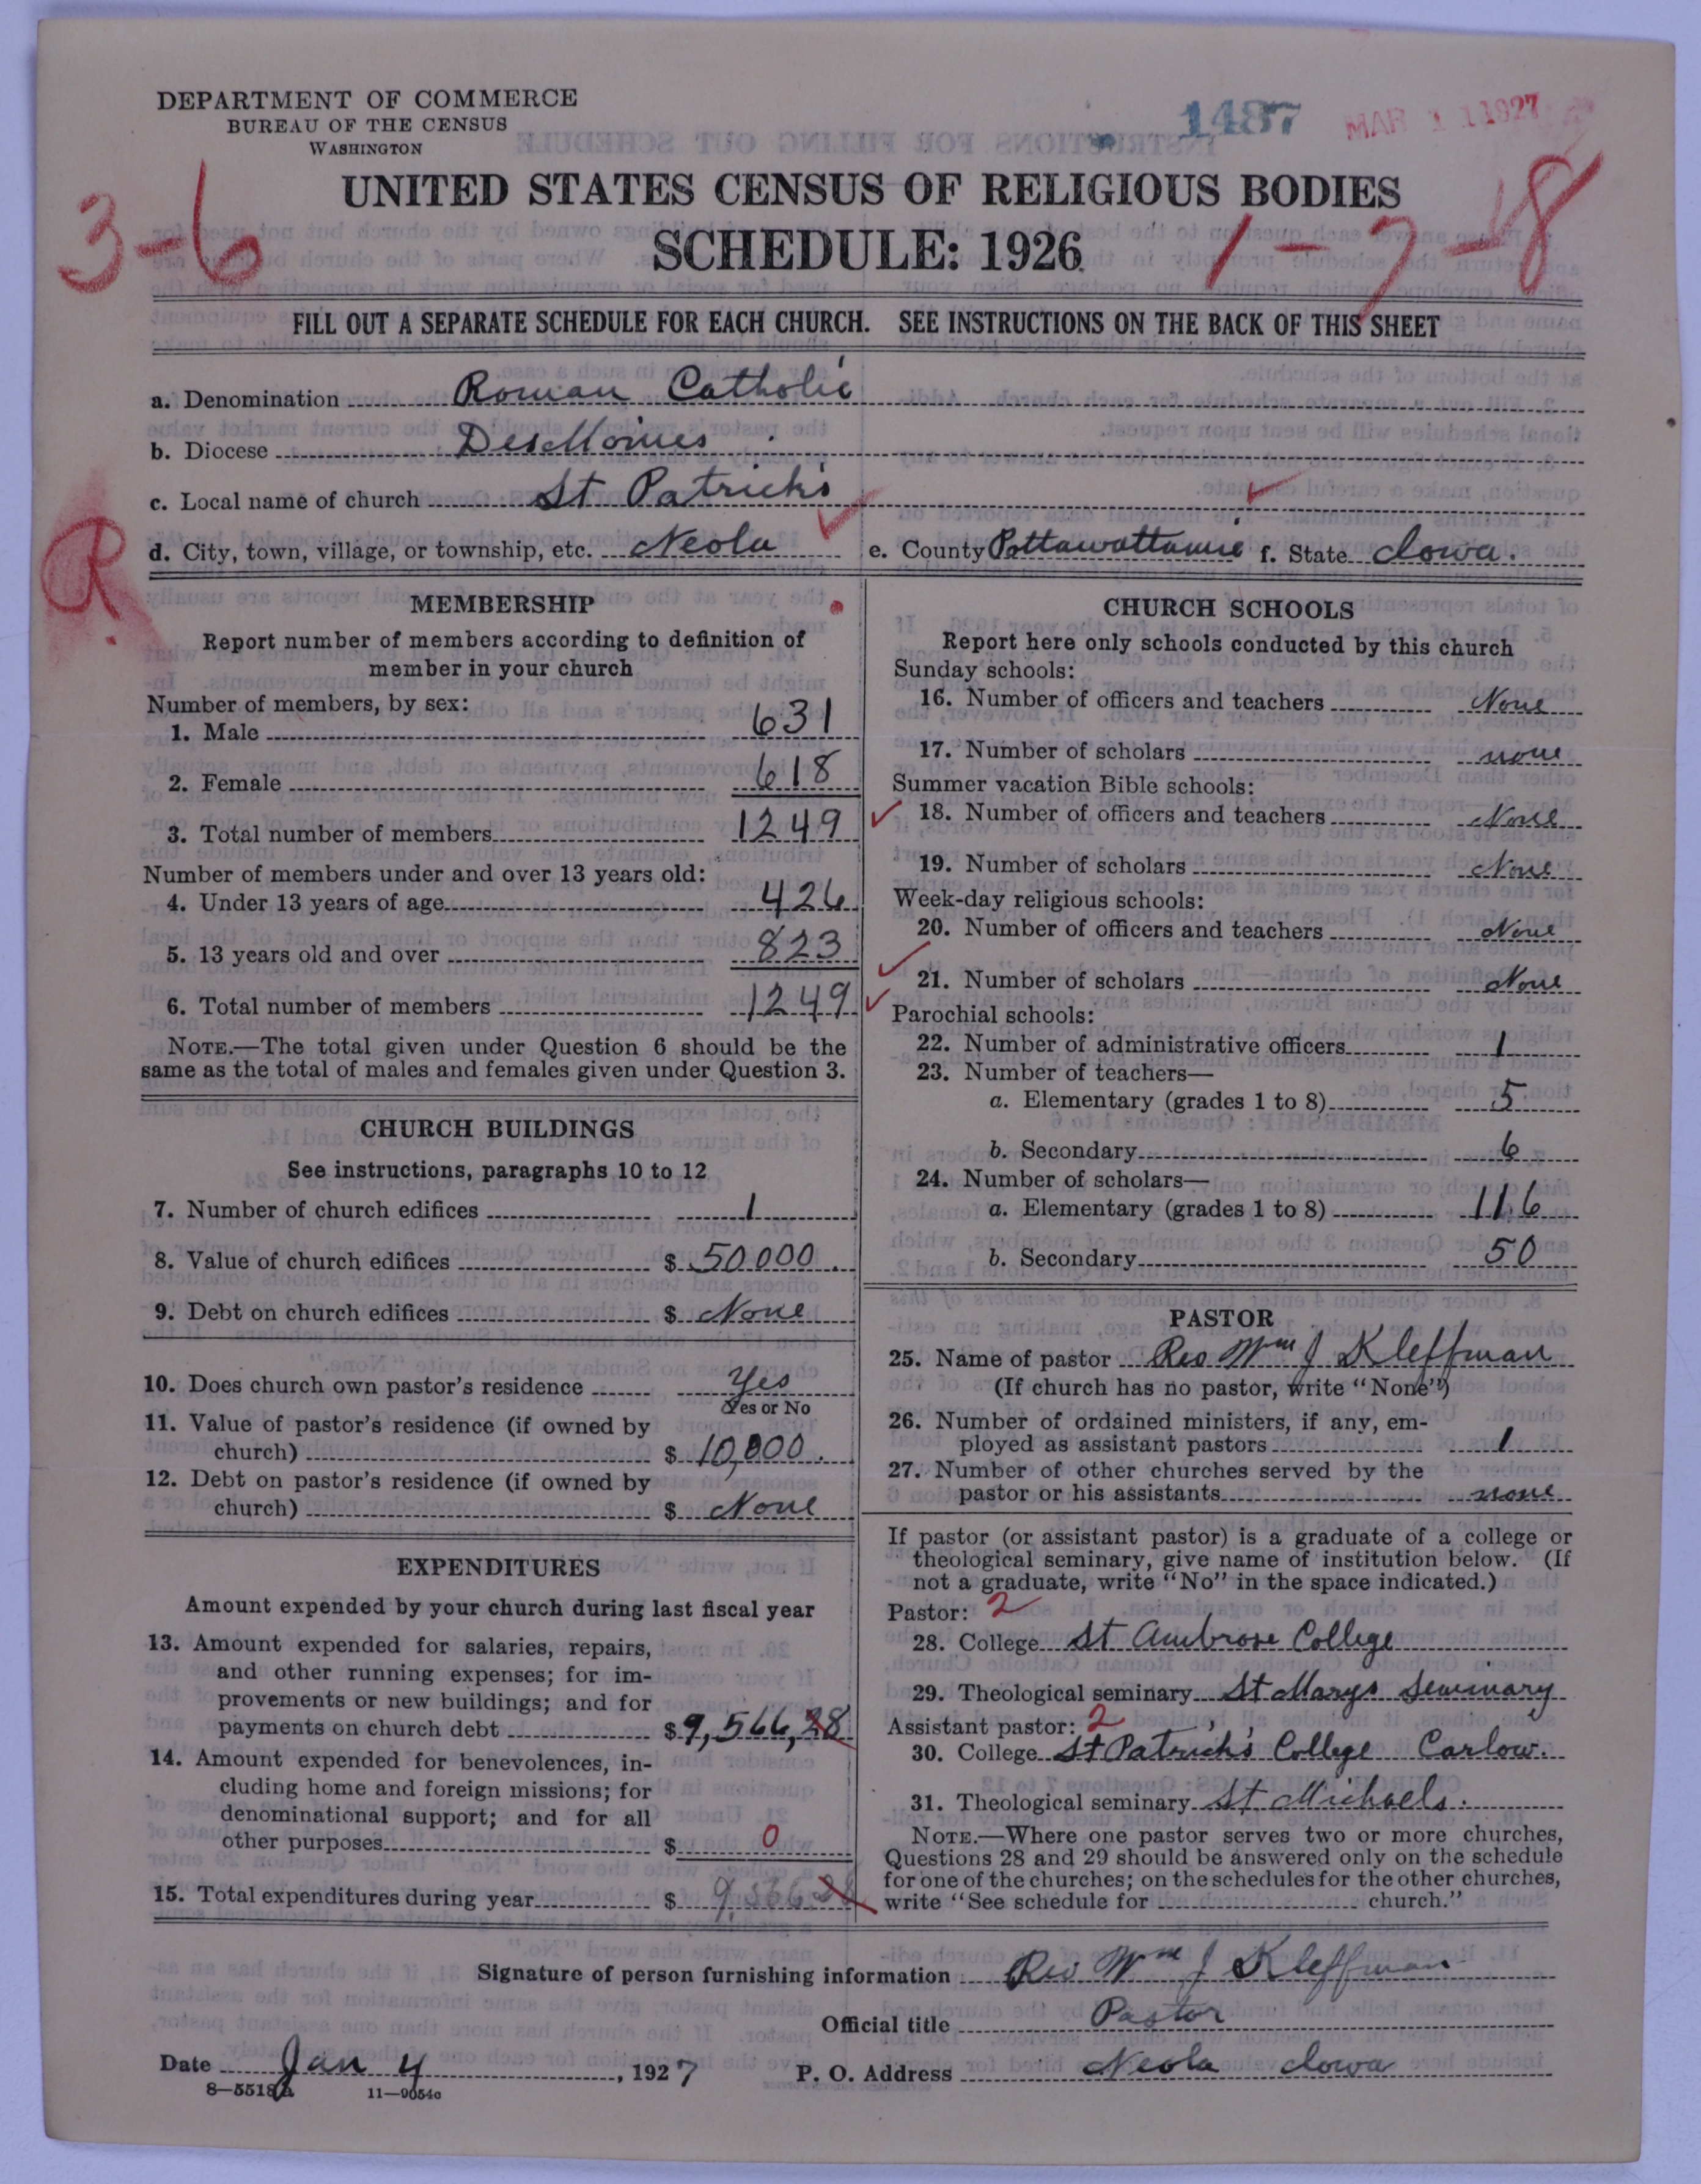 DEPARTMENT OF COMMERCE
BUREAU OF THE CENSUS
WASHINGTON
1487
MAR 11 1927
UNITED STATES CENSUS OF RELIGIOUS BODIES
SCHEDULE: 1926
3-6
1-7-18
FILL OUT A SEPARATE SCHEDULE FOR EACH CHURCH. SEE INSTRUCTIONS ON THE BACK OF THIS SHEET
a. Denomination Roman Catholic
b. Diocese Des Moines
c. Local name of church St Patrick's
d. City, town, village, or township, etc. Neola e. County Pottawattamie f. State Iowa.
R
MEMBERSHIP
Report number of members according to definition of
member in your church
Number of members, by sex:
1. Male 631
2. Female 618
3. Total number of members 1249
Number of members under and over 13 years old:
4. Under 13 years of age 426
5. 13 years old and over 823
6. Total number of members 1249
NOTE.—The total given under Question 6 should be the
same as the total of males and females given under Question 3.
CHURCH BUILDINGS
See instructions, paragraphs 10 to 12
7. Number of church edifices 1
8. Value of church edifices $ 50000.
9. Debt on church edifices $ None
10. Does church own pastor's residence Yes
Yes or No
11. Value of pastor's residence (if owned by
church) $ 10,000.
12. Debt on pastor's residence (if owned by
church) $ None
EXPENDITURES
Amount expended by your church during last fiscal year
13. Amount expended for salaries, repairs,
and other running expenses; for im-
provements or new buildings; and for
payments on church debt $ 9,566,28
14. Amount expended for benevolences, in-
cluding home and foreign missions; for
denominational support; and for all
other purposes $ 0
15. Total expenditures during year $ 9,566 28
CHURCH SCHOOLS
Report here only schools conducted by this church
Sunday schools:
16. Number of officers and teachers None
17. Number of scholars none
Summer vacation Bible schools:
18. Number of officers and teachers None
19. Number of scholars None
Week-day religious schools:
20. Number of officers and teachers None
21. Number of scholars None
Parochial schools:
22. Number of administrative officers 1
23. Number of teachers—
a. Elementary (grades 1 to 8) 5
b. Secondary 6
24. Number of scholars—
a. Elementary (grades 1 to 8) 116
b. Secondary 50
PASTOR
25. Name of pastor Rev Wm J Kleffman
(If church has no pastor, write "None")
26. Number of ordained ministers, if any, em-
ployed as assistant pastors 1
27. Number of other churches served by the
pastor or his assistants none
If pastor (or assistant pastor) is a graduate of a college or
theological seminary, give name of institution below. (If
not a graduate, write "No" in the space indicated.)
Pastor: 2
28. College St Ambrose College
29. Theological seminary St Marys Seminary
Assistant pastor: 2
30. College St Patrick's College Carlow.
31. Theological seminary St Michaels.
NOTE.—Where one pastor serves two or more churches,
Questions 28 and 29 should be answered only on the schedule
for one of the churches; on the schedules for the other churches,
write "See schedule for church."
Signature of person furnishing information Rev Wm J Kleffman
Official title Pastor
Date Jan 4, 1927 P. O. Address Neola Iowa
8—5518a 11—9054c